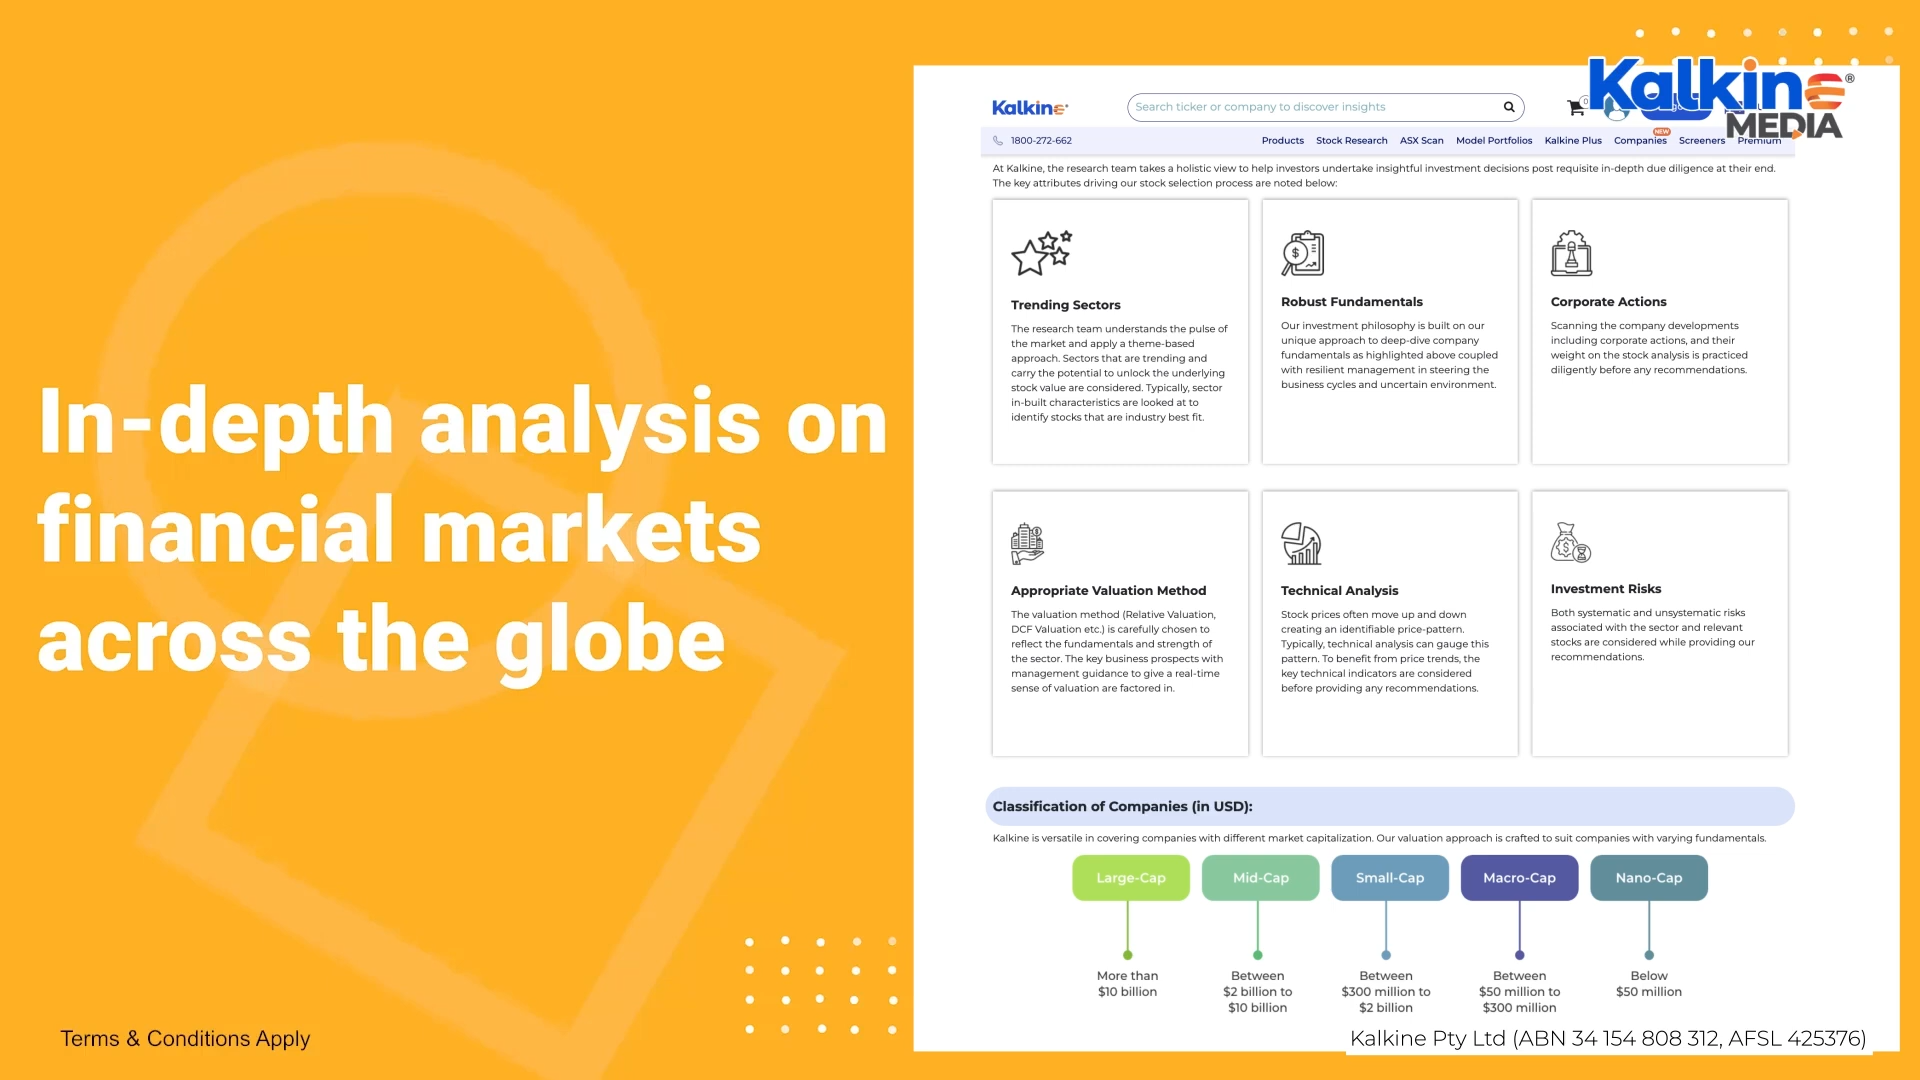 In-depth analysis on
financial markets
across the globe
Terms & Conditions Apply
Kalkine®
MEDIA
Kalkine
Search ticker or company to discover insights
0
1800-272-662
Products
Stock Research
ASX Scan
Model Portfolios
Kalkine Plus
Companies
NEW
Screeners
Premium
At Kalkine, the research team takes a holistic view to help investors undertake insightful investment decisions post requisite in-depth due diligence at their end.
The key attributes driving our stock selection process are noted below:
Trending Sectors
The research team understands the pulse of
the market and apply a theme-based
approach. Sectors that are trending and
carry the potential to unlock the underlying
stock value are considered. Typically, sector
in-built characteristics are looked at to
identify stocks that are industry best fit.
Robust Fundamentals
Our investment philosophy is built on our
unique approach to deep-dive company
fundamentals as highlighted above coupled
with resilient management in steering the
business cycles and uncertain environment.
Corporate Actions
Scanning the company developments
including corporate actions, and their
weight on the stock analysis is practiced
diligently before any recommendations.
Appropriate Valuation Method
The valuation method (Relative Valuation,
DCF Valuation etc.) is carefully chosen to
reflect the fundamentals and strength of
the sector. The key business prospects with
management guidance to give a real-time
sense of valuation are factored in.
Technical Analysis
Stock prices often move up and down
creating an identifiable price-pattern.
Typically, technical analysis can gauge this
pattern. To benefit from price trends, the
key technical indicators are considered
before providing any recommendations.
Investment Risks
Both systematic and unsystematic risks
associated with the sector and relevant
stocks are considered while providing our
recommendations.
Classification of Companies (in USD):
Kalkine is versatile in covering companies with different market capitalization. Our valuation approach is crafted to suit companies with varying fundamentals.
Large-Cap
More than
$10 billion
Mid-Cap
Between
$2 billion to
$10 billion
Small-Cap
Between
$300 million to
$2 billion
Macro-Cap
Between
$50 million to
$300 million
Nano-Cap
Below
$50 million
Kalkine Pty Ltd (ABN 34 154 808 312, AFSL 425376)